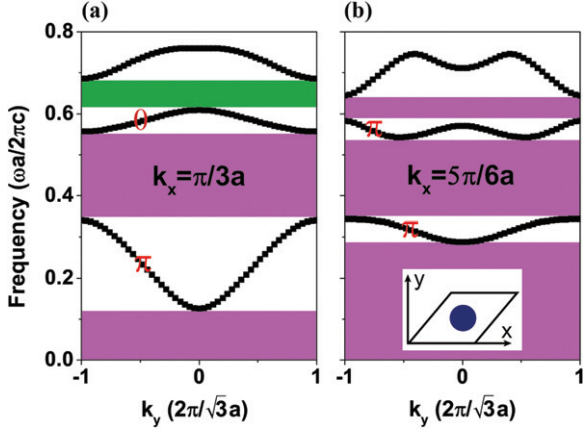 (a)
(b)
Frequency (ωa/2πc)
0.8
0.6
0.4
0.2
0.0
0
k_x=π/3a
π
-1
0
1
k_y (2π/√3a)
π
k_x=5π/6a
π
y
x
-1
0
1
k_y (2π/√3a)